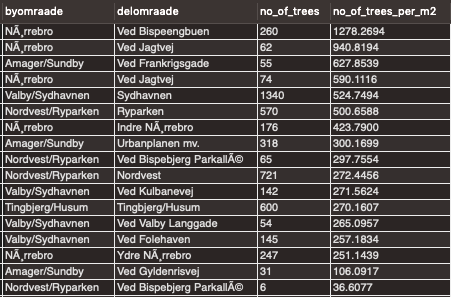 byomraade delomraade no_of_trees no_of_trees_per_m2
NÃ¸rrebro Ved Bispeengbuen 260 1278.2694
NÃ¸rrebro Ved Jagtvej 62 940.8194
Amager/Sundby Ved Frankrigsgade 55 627.8539
NÃ¸rrebro Ved Jagtvej 74 590.1116
Valby/Sydhavnen Sydhavnen 1340 524.7494
Nordvest/Ryparken Ryparken 570 500.6588
NÃ¸rrebro Indre NÃ¸rrebro 176 423.7900
Amager/Sundby Urbanplanen mv. 318 300.1699
Nordvest/Ryparken Ved Bispebjerg ParkallÃ© 65 297.7554
Nordvest/Ryparken Nordvest 721 272.4456
Valby/Sydhavnen Ved Kulbanevej 142 271.5624
Tingbjerg/Husum Tingbjerg/Husum 600 270.1607
Valby/Sydhavnen Ved Valby Langgade 54 265.0957
Valby/Sydhavnen Ved Folehaven 145 257.1834
NÃ¸rrebro Ydre NÃ¸rrebro 247 251.1439
Amager/Sundby Ved Gyldenrisvej 31 106.0917
Nordvest/Ryparken Ved Bispebjerg ParkallÃ© 6 36.6077